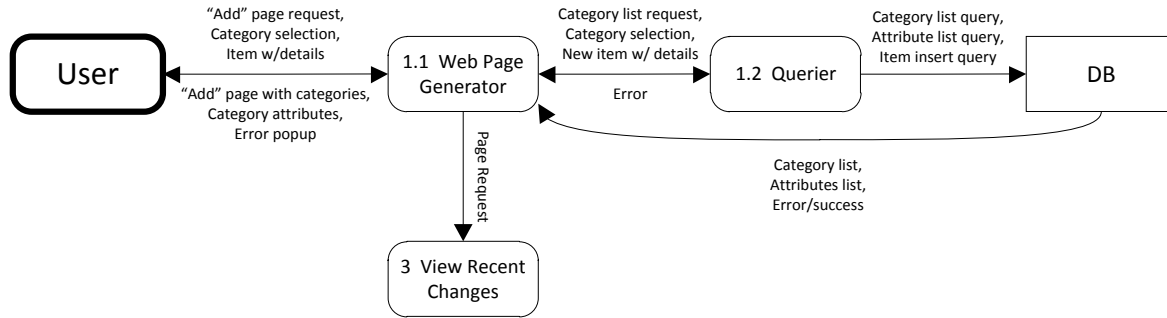 “Add” page request,
Category selection,
Item w/details
User
“Add” page with categories,
Category attributes,
Error popup
1.1 Web Page
Generator
Category list request,
Category selection,
New item w/ details
Error
1.2 Querier
Category list query,
Attribute list query,
Item insert query
DB
Category list,
Attributes list,
Error/success
Page Request
3 View Recent
Changes